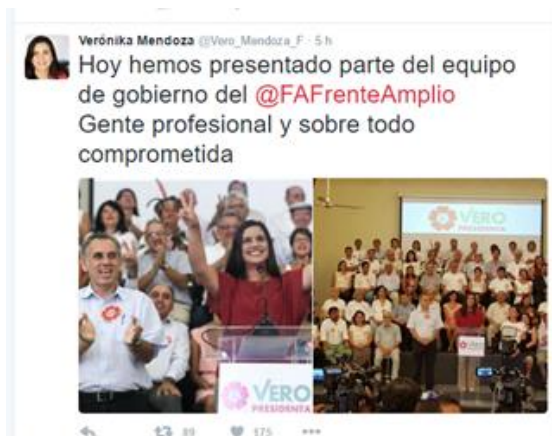 Verónika Mendoza @Vero_Mendoza_F · 5 h
Hoy hemos presentado parte del equipo
de gobierno del @FAFrenteAmplio
Gente profesional y sobre todo
comprometida
VERO
PRESIDENTA
VERO
PRESIDENTA
VERO
89 175